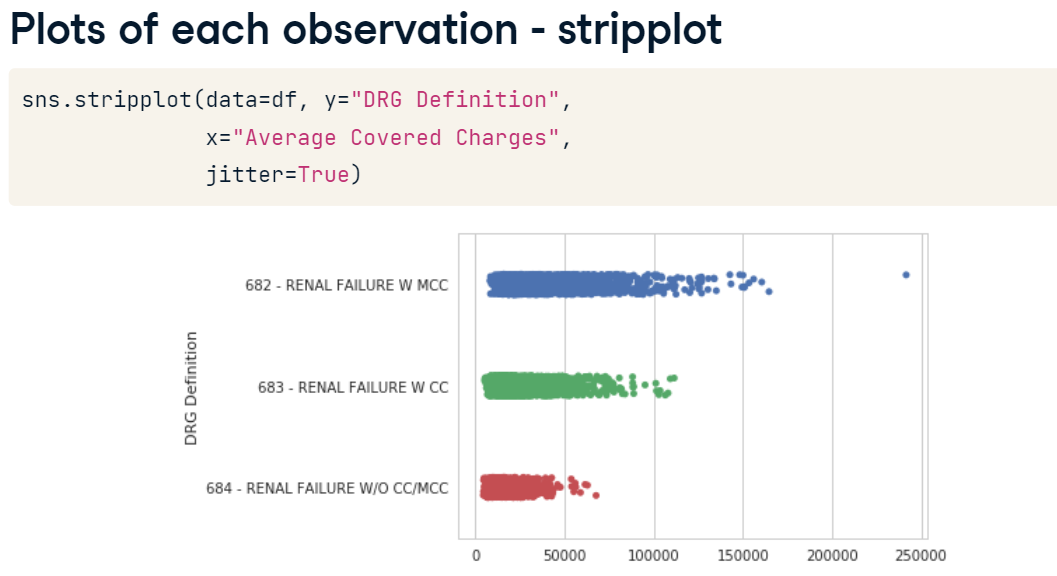 Plots of each observation - stripplot
sns.stripplot(data=df, y="DRG Definition",
x="Average Covered Charges",
jitter=True)
682 - RENAL FAILURE W MCC
683 - RENAL FAILURE W CC
684 - RENAL FAILURE W/O CC/MCC
DRG Definition
0 50000 100000 150000 200000 250000